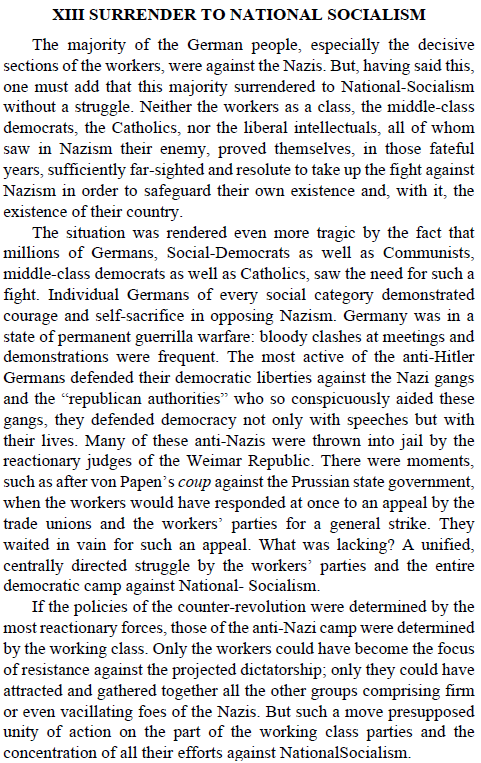 XIII SURRENDER TO NATIONAL SOCIALISM
The majority of the German people, especially the decisive
sections of the workers, were against the Nazis. But, having said this,
one must add that this majority surrendered to National-Socialism
without a struggle. Neither the workers as a class, the middle-class
democrats, the Catholics, nor the liberal intellectuals, all of whom
saw in Nazism their enemy, proved themselves, in those fateful
years, sufficiently far-sighted and resolute to take up the fight against
Nazism in order to safeguard their own existence and, with it, the
existence of their country.
The situation was rendered even more tragic by the fact that
millions of Germans, Social-Democrats as well as Communists,
middle-class democrats as well as Catholics, saw the need for such a
fight. Individual Germans of every social category demonstrated
courage and self-sacrifice in opposing Nazism. Germany was in a
state of permanent guerrilla warfare: bloody clashes at meetings and
demonstrations were frequent. The most active of the anti-Hitler
Germans defended their democratic liberties against the Nazi gangs
and the “republican authorities” who so conspicuously aided these
gangs, they defended democracy not only with speeches but with
their lives. Many of these anti-Nazis were thrown into jail by the
reactionary judges of the Weimar Republic. There were moments,
such as after von Papen’s coup against the Prussian state government,
when the workers would have responded at once to an appeal by the
trade unions and the workers’ parties for a general strike. They
waited in vain for such an appeal. What was lacking? A unified,
centrally directed struggle by the workers’ parties and the entire
democratic camp against National- Socialism.
If the policies of the counter-revolution were determined by the
most reactionary forces, those of the anti-Nazi camp were determined
by the working class. Only the workers could have become the focus
of resistance against the projected dictatorship; only they could have
attracted and gathered together all the other groups comprising firm
or even vacillating foes of the Nazis. But such a move presupposed
unity of action on the part of the working class parties and the
concentration of all their efforts against NationalSocialism.